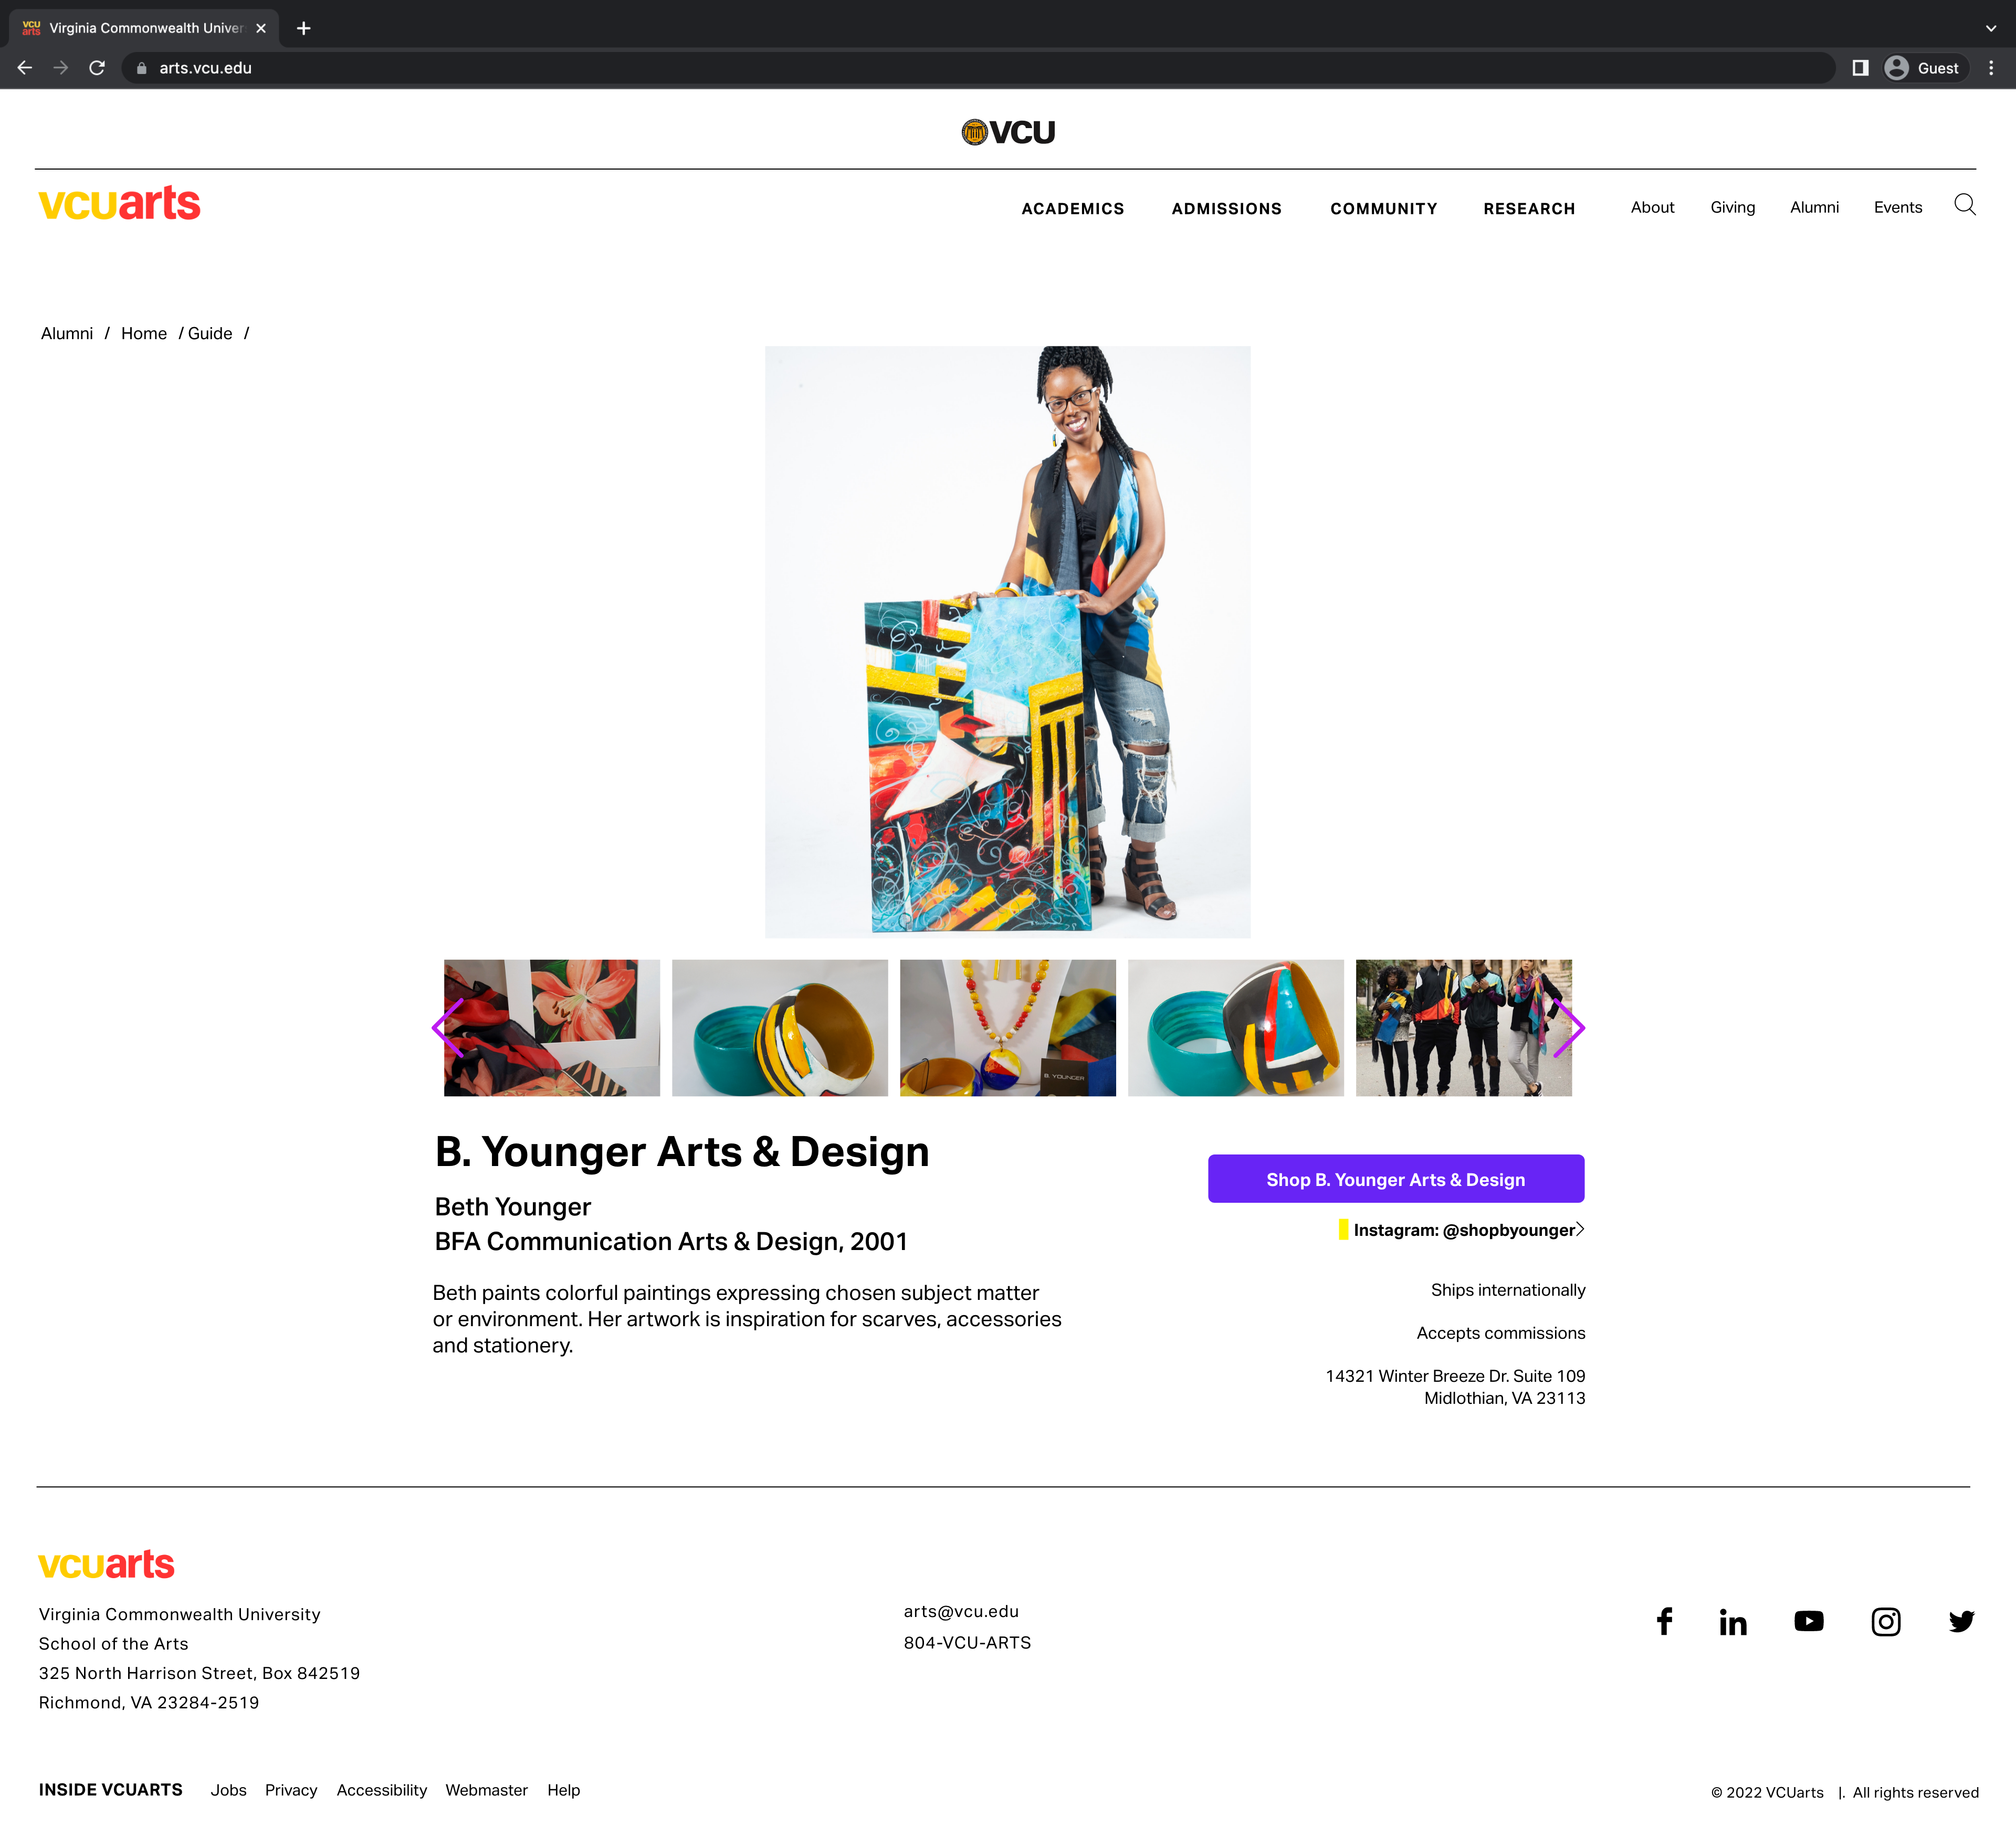 vcu arts
Virginia Commonwealth Univer
arts.vcu.edu
Guest
VCU
vcuarts
ACADEMICS ADMISSIONS COMMUNITY RESEARCH About Giving Alumni Events
Alumni / Home / Guide /
B. YOUNGER
B. Younger Arts & Design
Beth Younger
BFA Communication Arts & Design, 2001
Beth paints colorful paintings expressing chosen subject matter
or environment. Her artwork is inspiration for scarves, accessories
and stationery.
Shop B. Younger Arts & Design
Instagram: @shopbyounger
Ships internationally
Accepts commissions
14321 Winter Breeze Dr. Suite 109
Midlothian, VA 23113
vcuarts
Virginia Commonwealth University
School of the Arts
325 North Harrison Street, Box 842519
Richmond, VA 23284-2519
arts@vcu.edu
804-VCU-ARTS
INSIDE VCUARTS Jobs Privacy Accessibility Webmaster Help
© 2022 VCUarts |. All rights reserved